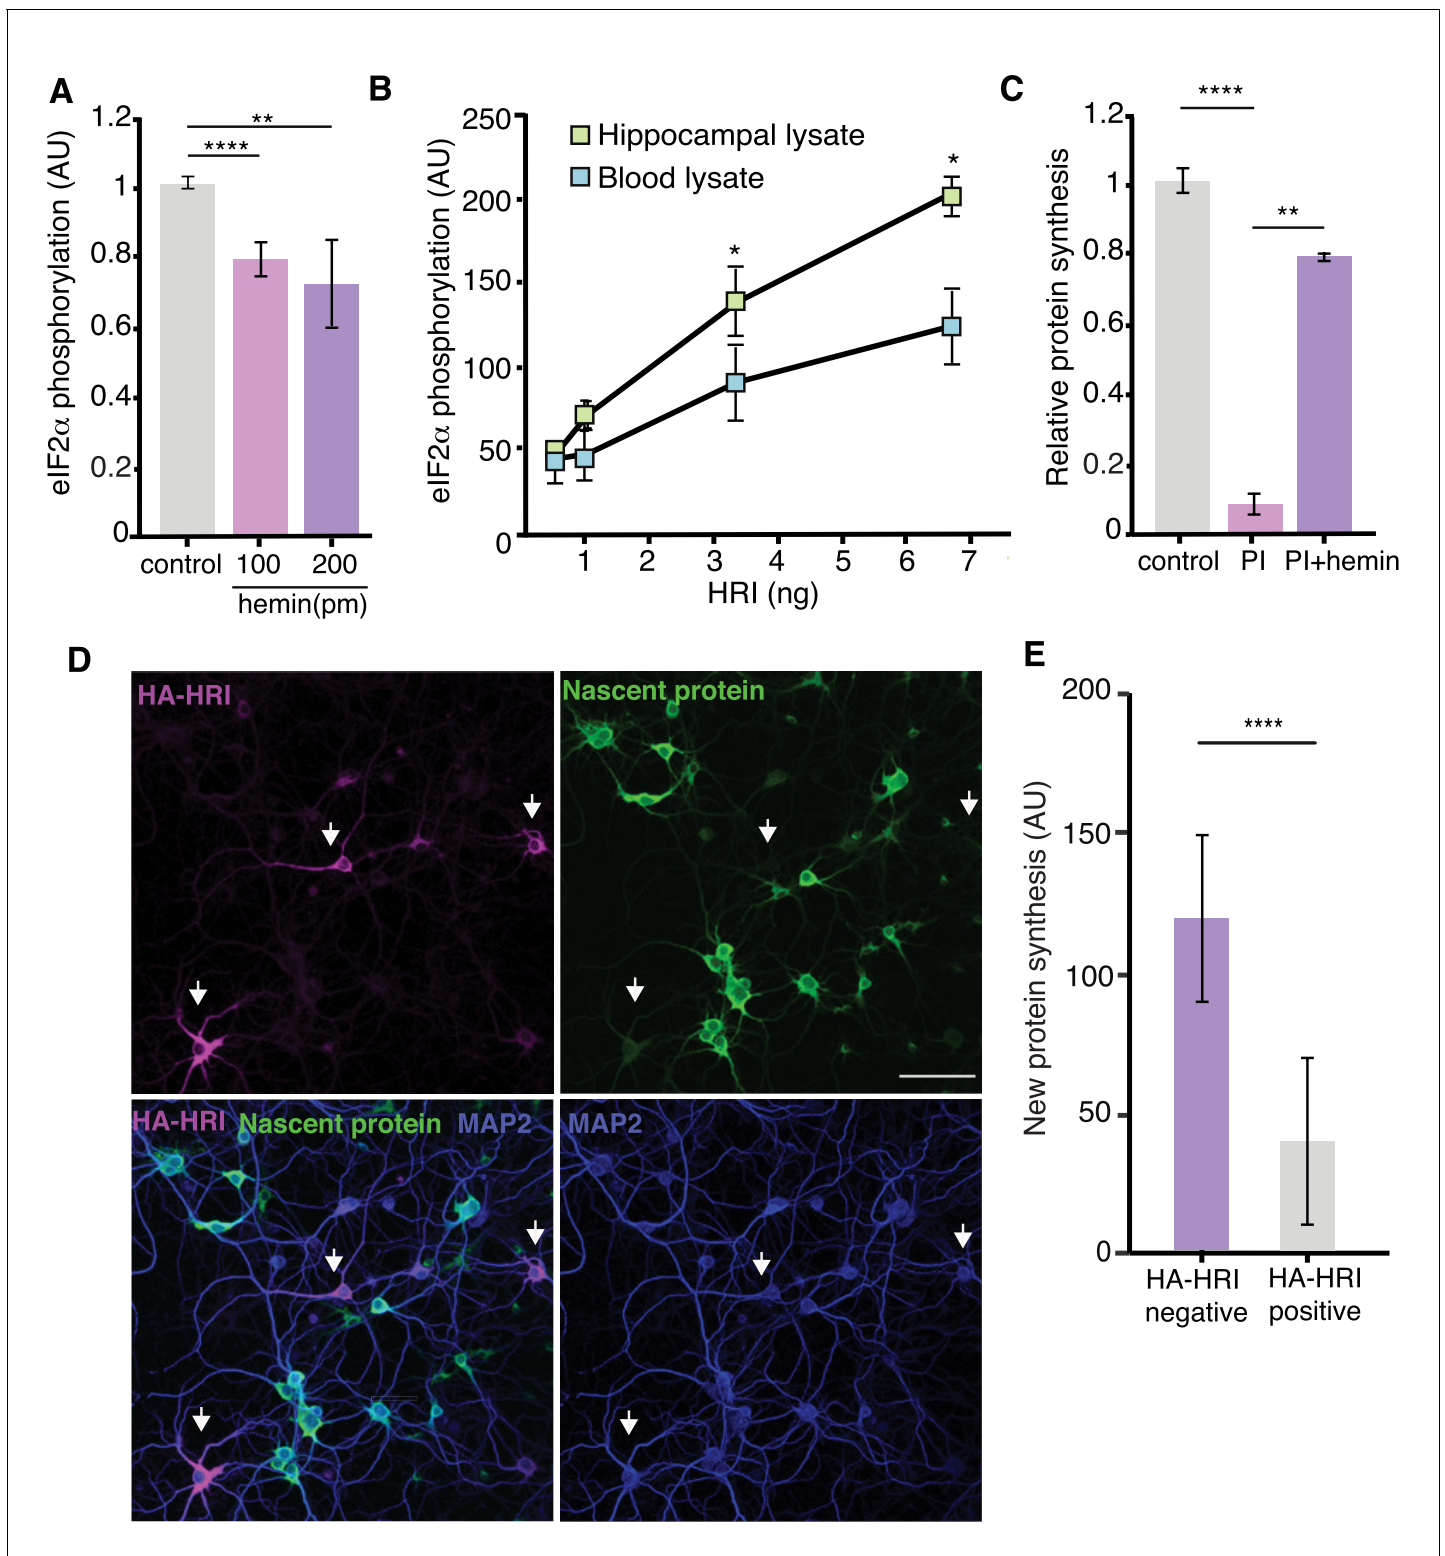 A
eIF2α phosphorylation (AU)
1.2
1
0.8
0.6
0.4
0.2
0
**
****
control 100 200
hemin(pm)
B
eIF2α phosphorylation (AU)
250
200
150
100
50
0
Hippocampal lysate
Blood lysate
*
*
1 2 3 4 5 6 7
HRI (ng)
C
Relative protein synthesis
1.2
1
0.8
0.6
0.4
0.2
0
****
**
control PI PI+hemin
D
HA-HRI
Nascent protein
HA-HRI Nascent protein MAP2
MAP2
E
New protein synthesis (AU)
200
150
100
50
0
****
HA-HRI
negative
HA-HRI
positive